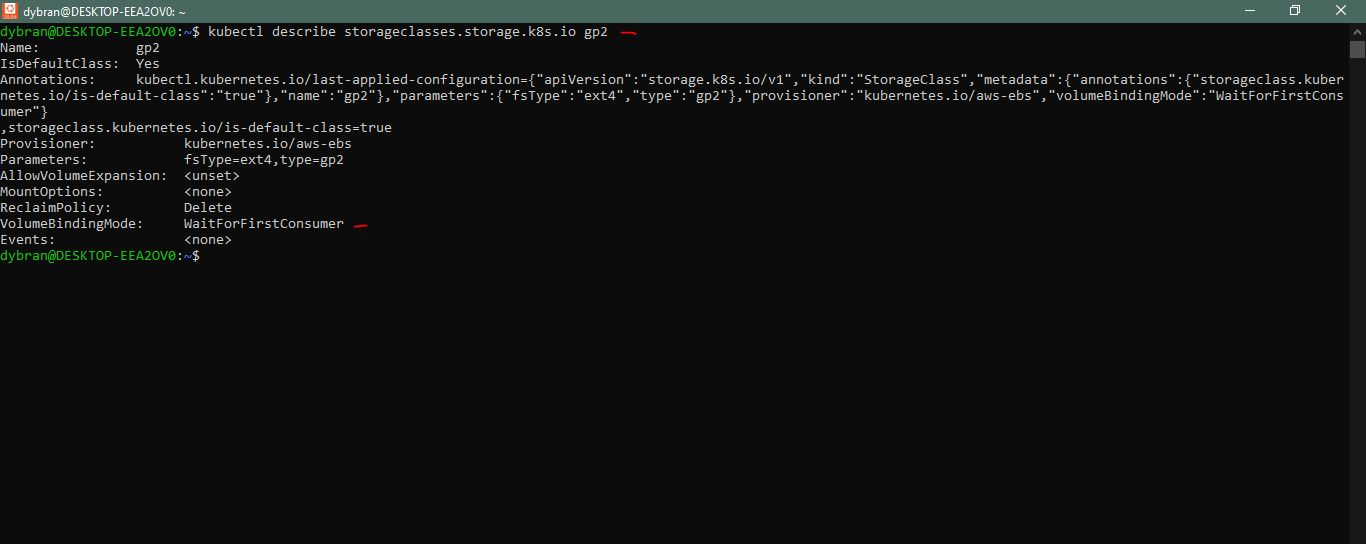 dybran@DESKTOP-EEA2OV0: ~
dybran@DESKTOP-EEA2OV0:~$ kubectl describe storageclasses.storage.k8s.io gp2
Name:            gp2
IsDefaultClass:  Yes
Annotations:     kubectl.kubernetes.io/last-applied-configuration={"apiVersion":"storage.k8s.io/v1","kind":"StorageClass","metadata":{"annotations":{"storageclass.kuber
netes.io/is-default-class":"true"},"name":"gp2"},"parameters":{"fsType":"ext4","type":"gp2"},"provisioner":"kubernetes.io/aws-ebs","volumeBindingMode":"WaitForFirstCons
umer"}
,storageclass.kubernetes.io/is-default-class=true
Provisioner:           kubernetes.io/aws-ebs
Parameters:            fsType=ext4,type=gp2
AllowVolumeExpansion:  <unset>
MountOptions:          <none>
ReclaimPolicy:         Delete
VolumeBindingMode:     WaitForFirstConsumer
Events:                <none>
dybran@DESKTOP-EEA2OV0:~$